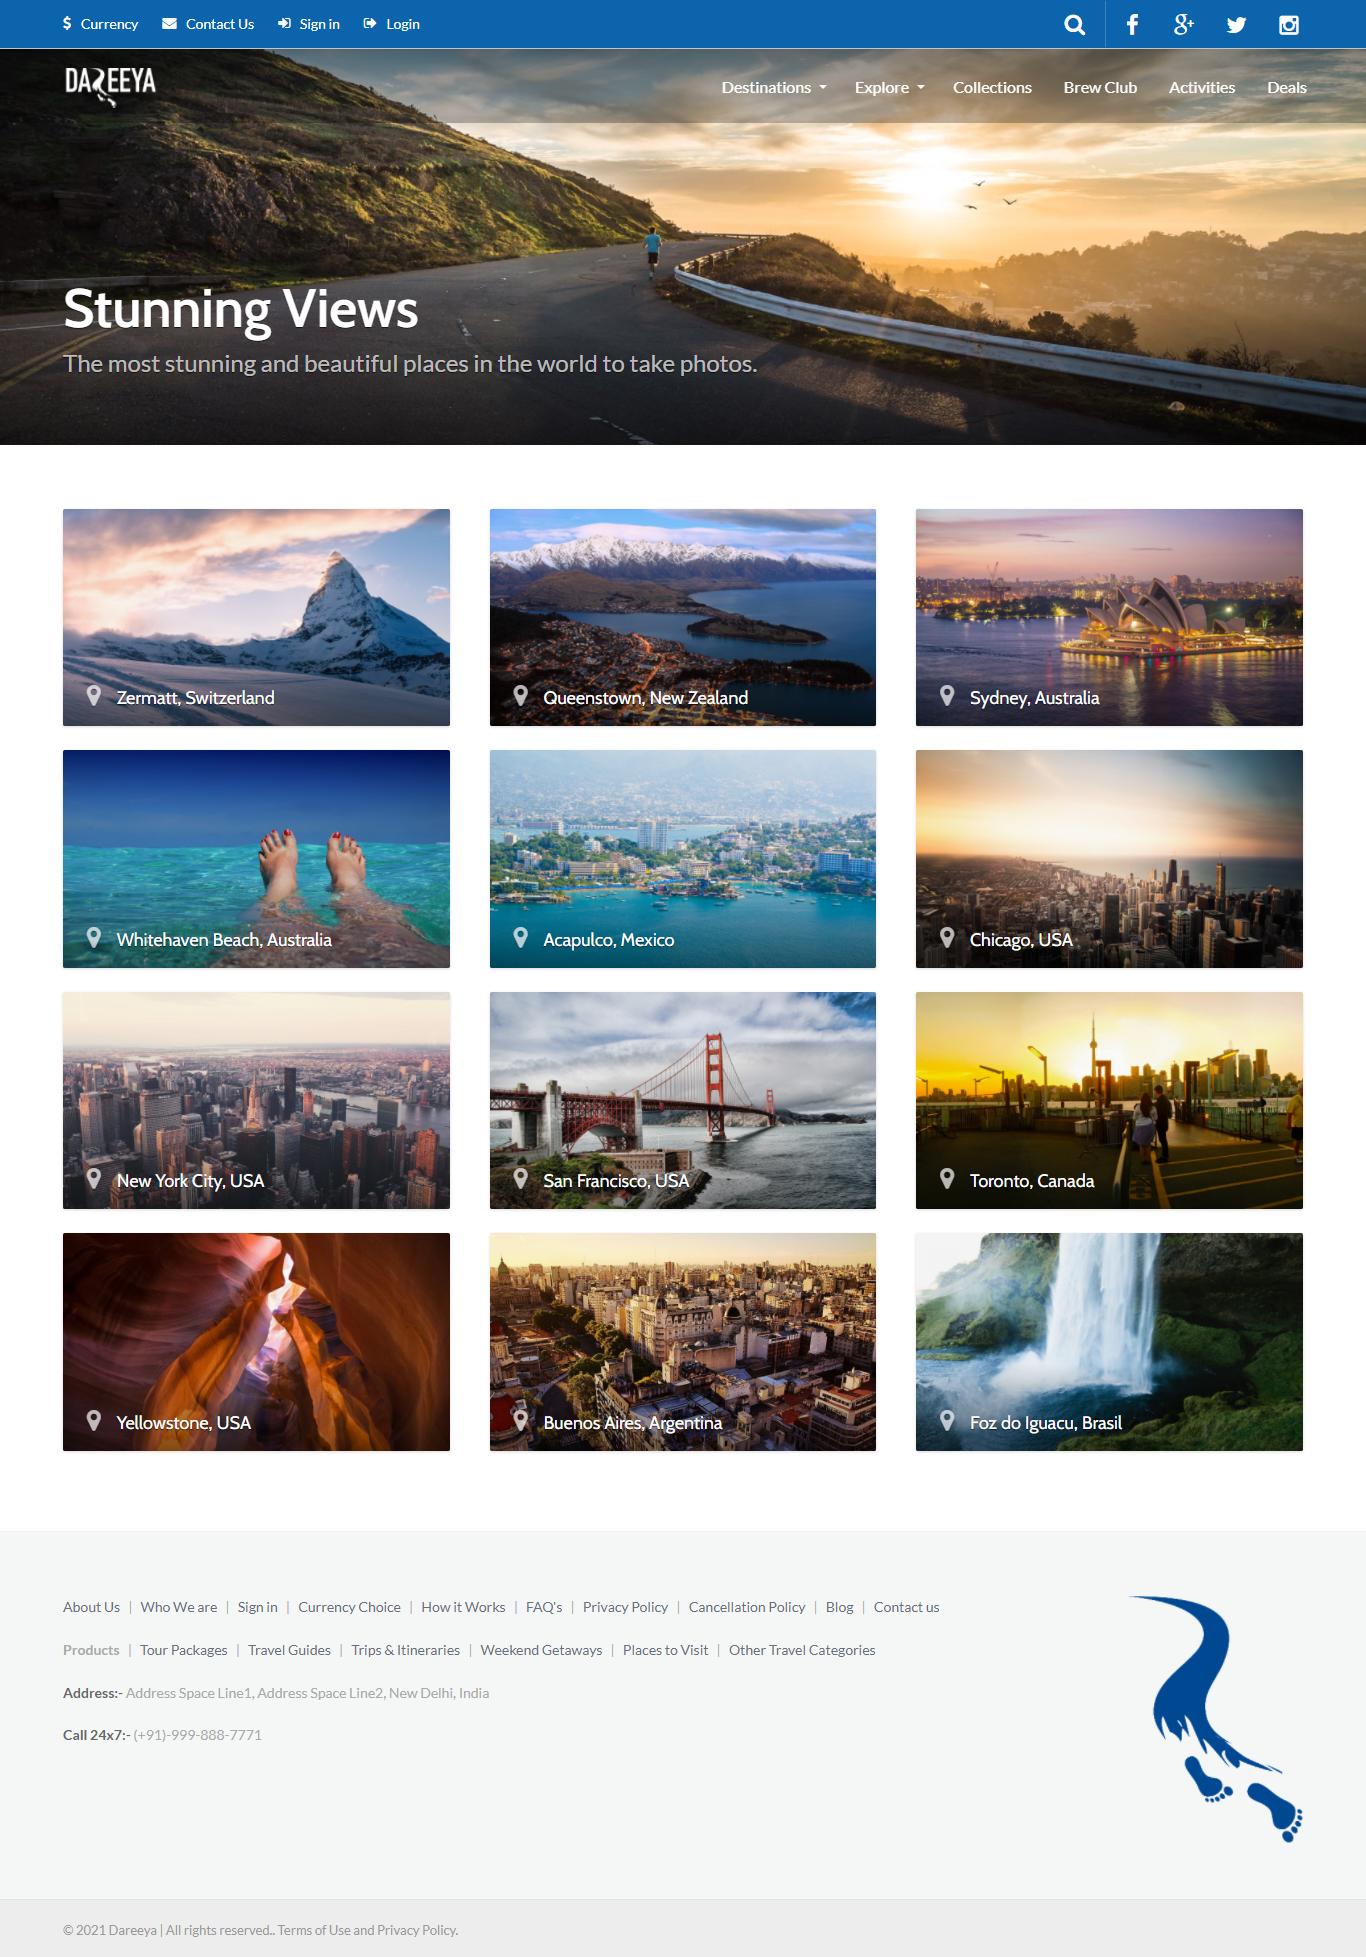 Currency Contact Us Sign in Login
DAREEYA
Destinations Explore Collections Brew Club Activities Deals
Stunning Views
The most stunning and beautiful places in the world to take photos.
Zermatt, Switzerland
Queenstown, New Zealand
Sydney, Australia
Whitehaven Beach, Australia
Acapulco, Mexico
Chicago, USA
New York City, USA
San Francisco, USA
Toronto, Canada
Yellowstone, USA
Buenos Aires, Argentina
Foz do Iguacu, Brasil
About Us | Who We are | Sign in | Currency Choice | How it Works | FAQ's | Privacy Policy | Cancellation Policy | Blog | Contact us
Products | Tour Packages | Travel Guides | Trips & Itineraries | Weekend Getaways | Places to Visit | Other Travel Categories
Address:- Address Space Line1, Address Space Line2, New Delhi, India
Call 24x7:- (+91)-999-888-7771
© 2021 Dareeya | All rights reserved.. Terms of Use and Privacy Policy.